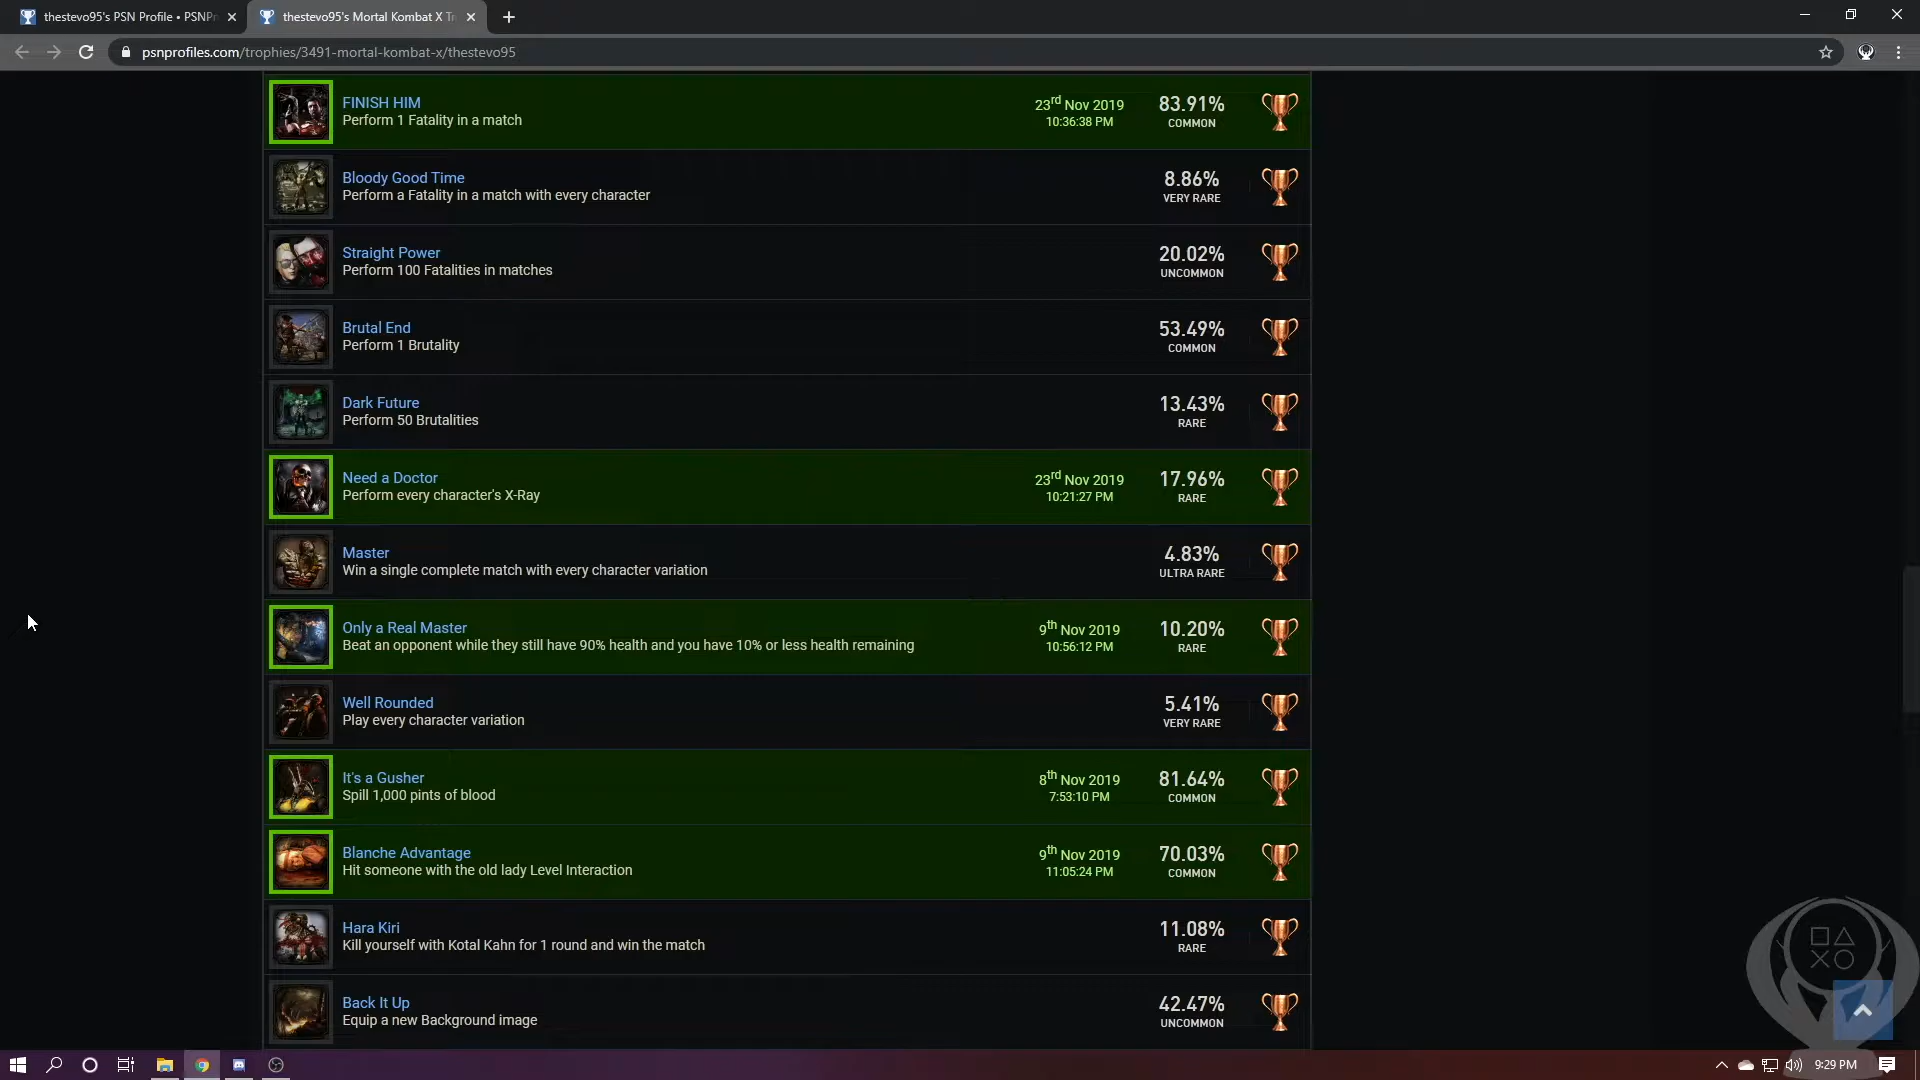 thestevo95's PSN Profile • PSNPr
thestevo95's Mortal Kombat X Tr
psnprofiles.com/trophies/3491-mortal-kombat-x/thestevo95
FINISH HIM
Perform 1 Fatality in a match
23rd Nov 2019
10:36:38 PM
83.91%
COMMON
Bloody Good Time
Perform a Fatality in a match with every character
8.86%
VERY RARE
Straight Power
Perform 100 Fatalities in matches
20.02%
UNCOMMON
Brutal End
Perform 1 Brutality
53.49%
COMMON
Dark Future
Perform 50 Brutalities
13.43%
RARE
Need a Doctor
Perform every character's X-Ray
23rd Nov 2019
10:21:27 PM
17.96%
RARE
Master
Win a single complete match with every character variation
4.83%
ULTRA RARE
Only a Real Master
Beat an opponent while they still have 90% health and you have 10% or less health remaining
9th Nov 2019
10:56:12 PM
10.20%
RARE
Well Rounded
Play every character variation
5.41%
VERY RARE
It's a Gusher
Spill 1,000 pints of blood
8th Nov 2019
7:53:10 PM
81.64%
COMMON
Blanche Advantage
Hit someone with the old lady Level Interaction
9th Nov 2019
11:05:24 PM
70.03%
COMMON
Hara Kiri
Kill yourself with Kotal Kahn for 1 round and win the match
11.08%
RARE
Back It Up
Equip a new Background image
42.47%
UNCOMMON
9:29 PM